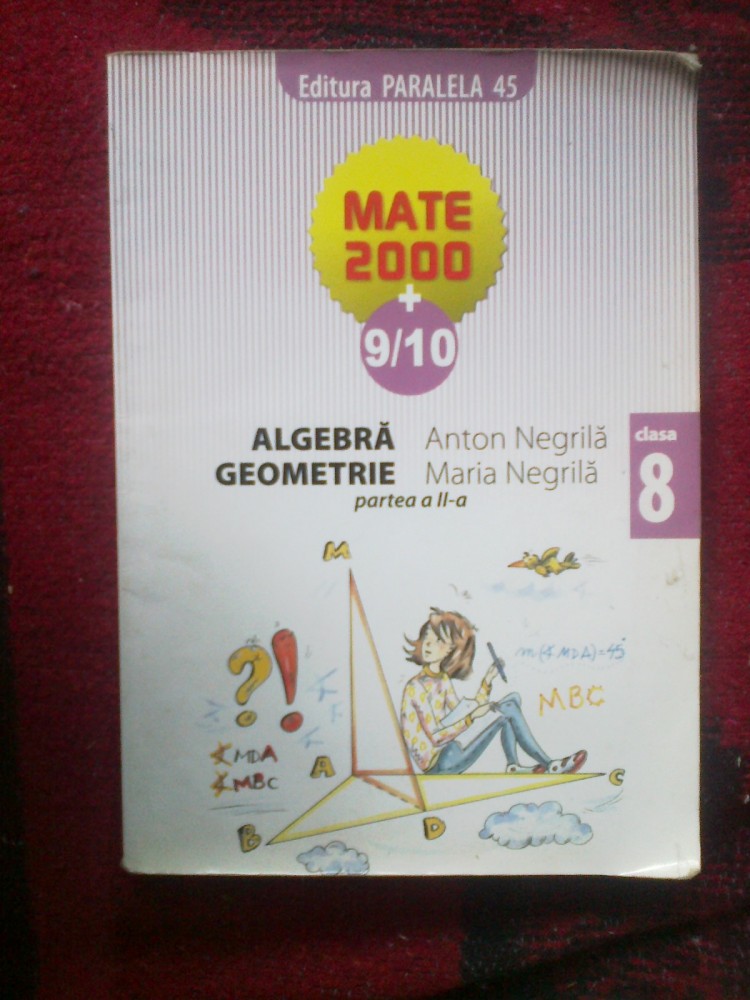 Editura PARALELA 45
MATE
2000
+
9/10
ALGEBRĂ Anton Negrilă
GEOMETRIE Maria Negrilă
partea a II-a
clasa
8
M
?!
m(∢MDA)=45°
MBC
∢MDA
∢MBC
A
C
B
D